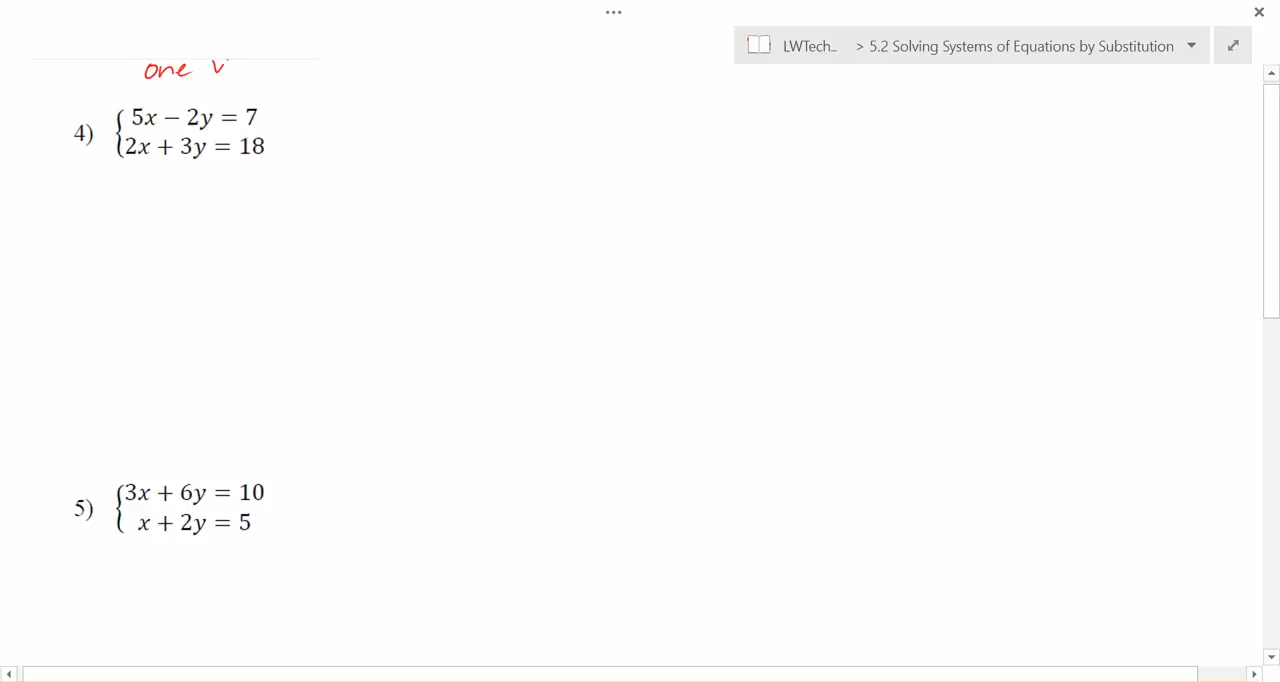 ...
LWTech... > 5.2 Solving Systems of Equations by Substitution
one
4) 5x − 2y = 7
2x + 3y = 18
5) 3x + 6y = 10
x + 2y = 5